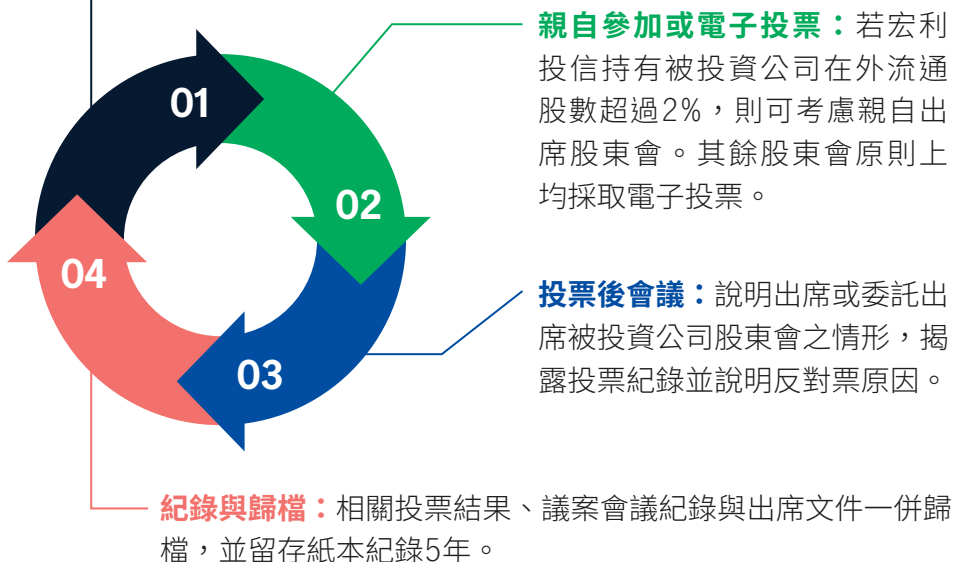 01
02
03
04
親自參加或電子投票：若宏利
投信持有被投資公司在外流通
股數超過2%，則可考慮親自出
席股東會。其餘股東會原則上
均採取電子投票。
投票後會議：說明出席或委託出
席被投資公司股東會之情形，揭
露投票紀錄並說明反對票原因。
紀錄與歸檔：相關投票結果、議案會議紀錄與出席文件一併歸
檔，並留存紙本紀錄5年。